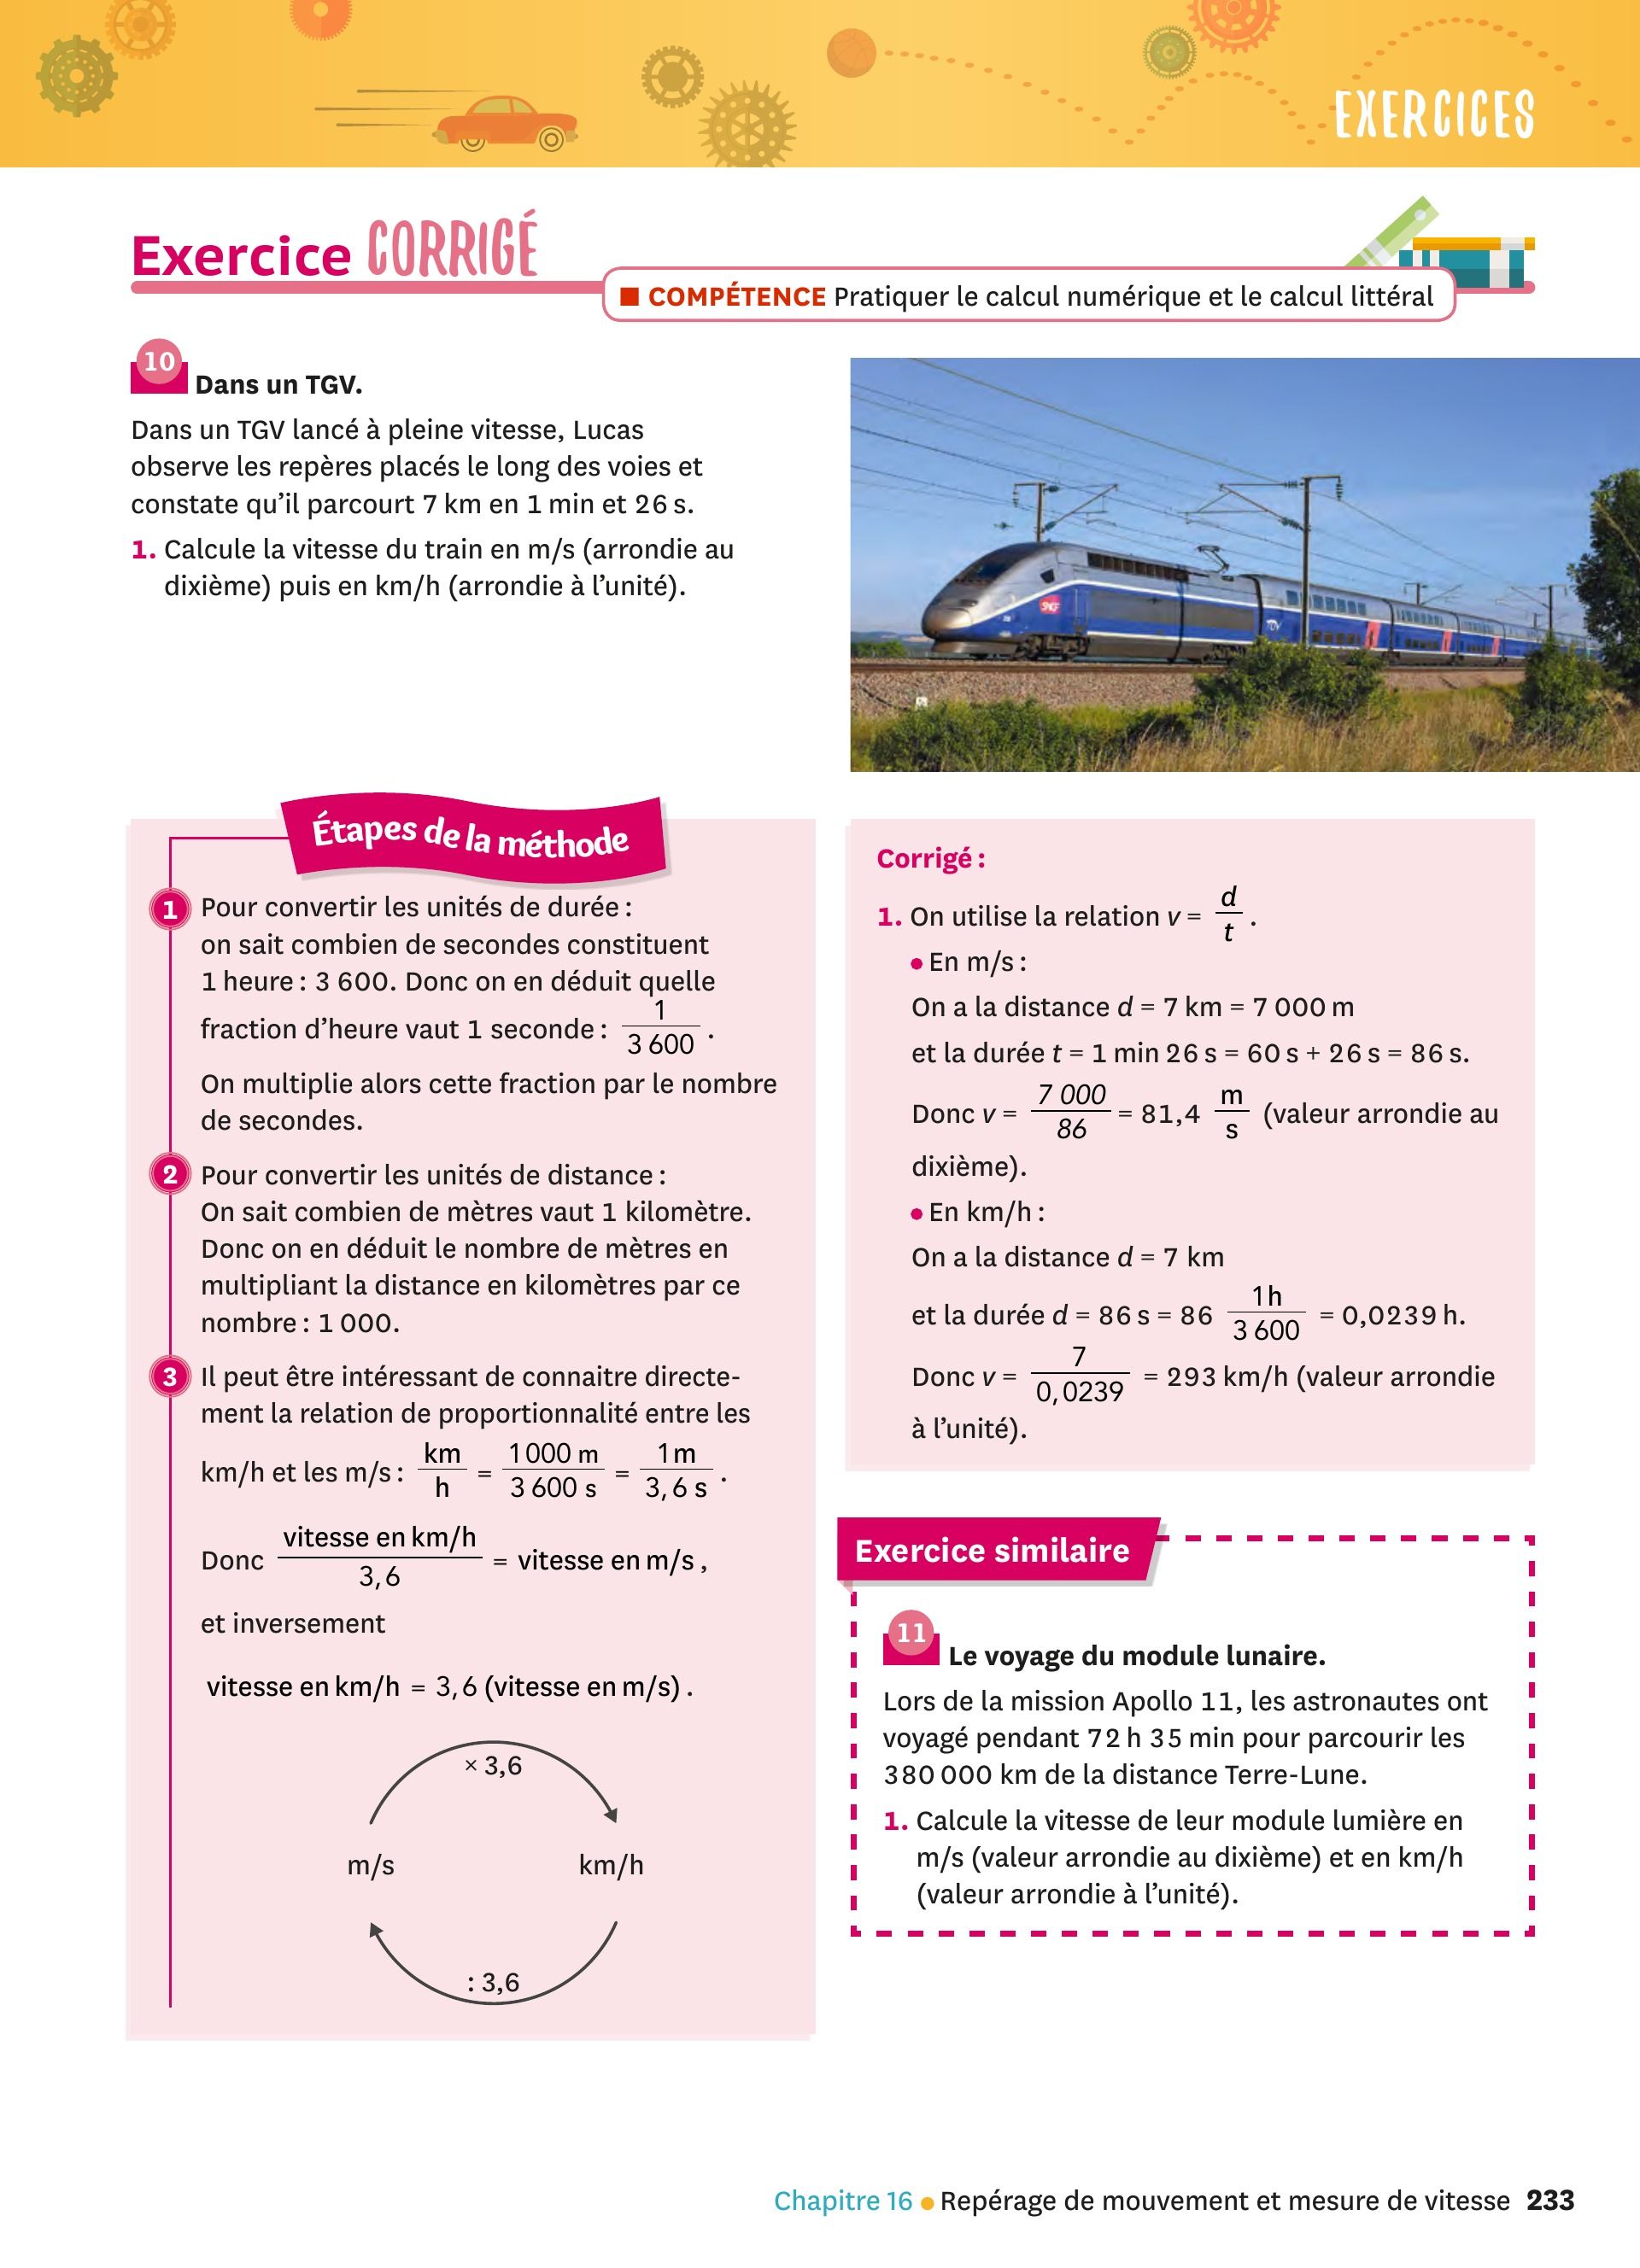 EXERCICES
Exercice CORRIGÉ
■ COMPÉTENCE Pratiquer le calcul numérique et le calcul littéral
10 Dans un TGV.
Dans un TGV lancé à pleine vitesse, Lucas
observe les repères placés le long des voies et
constate qu’il parcourt 7 km en 1 min et 26 s.
1. Calcule la vitesse du train en m/s (arrondie au
dixième) puis en km/h (arrondie à l’unité).
SNCF
Étapes de la méthode
1 Pour convertir les unités de durée :
on sait combien de secondes constituent
1 heure : 3 600. Donc on en déduit quelle
fraction d’heure vaut 1 seconde : 1/3 600 .
On multiplie alors cette fraction par le nombre
de secondes.
2 Pour convertir les unités de distance :
On sait combien de mètres vaut 1 kilomètre.
Donc on en déduit le nombre de mètres en
multipliant la distance en kilomètres par ce
nombre : 1 000.
3 Il peut être intéressant de connaitre directe-
ment la relation de proportionnalité entre les
km/h et les m/s : km/h = 1 000 m/3 600 s = 1 m/3,6 s .
Donc vitesse en km/h/3,6 = vitesse en m/s ,
et inversement
vitesse en km/h = 3,6 (vitesse en m/s) .
× 3,6
m/s km/h
: 3,6
Corrigé :
1. On utilise la relation v = d/t .
• En m/s :
On a la distance d = 7 km = 7 000 m
et la durée t = 1 min 26 s = 60 s + 26 s = 86 s.
Donc v = 7 000/86 = 81,4 m/s (valeur arrondie au
dixième).
• En km/h :
On a la distance d = 7 km
et la durée d = 86 s = 86 1 h/3 600 = 0,0239 h.
Donc v = 7/0,0239 = 293 km/h (valeur arrondie
à l’unité).
Exercice similaire
11 Le voyage du module lunaire.
Lors de la mission Apollo 11, les astronautes ont
voyagé pendant 72 h 35 min pour parcourir les
380 000 km de la distance Terre-Lune.
1. Calcule la vitesse de leur module lumière en
m/s (valeur arrondie au dixième) et en km/h
(valeur arrondie à l’unité).
Chapitre 16 • Repérage de mouvement et mesure de vitesse 233